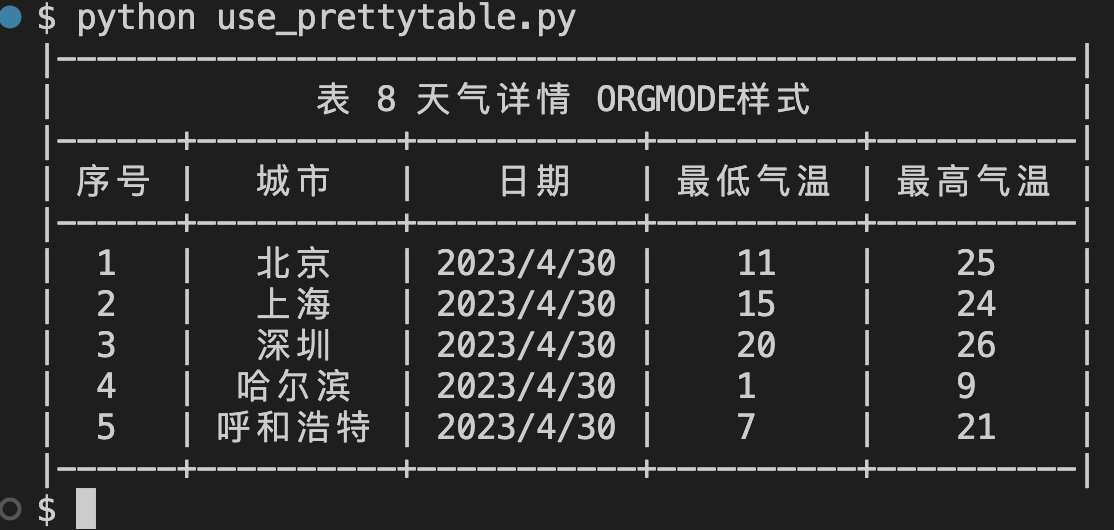 $ python use_prettytable.py
|---------------------------------------------------|
|             表 8 天气详情 ORGMODE样式             |
|------+----------+-----------+----------+----------|
| 序号 |   城市   |    日期   | 最低气温 | 最高气温 |
|------+----------+-----------+----------+----------|
|  1   |   北京   | 2023/4/30 |    11    |    25    |
|  2   |   上海   | 2023/4/30 |    15    |    24    |
|  3   |   深圳   | 2023/4/30 |    20    |    26    |
|  4   |  哈尔滨  | 2023/4/30 |    1     |    9     |
|  5   | 呼和浩特 | 2023/4/30 |    7     |    21    |
|------+----------+-----------+----------+----------|
$